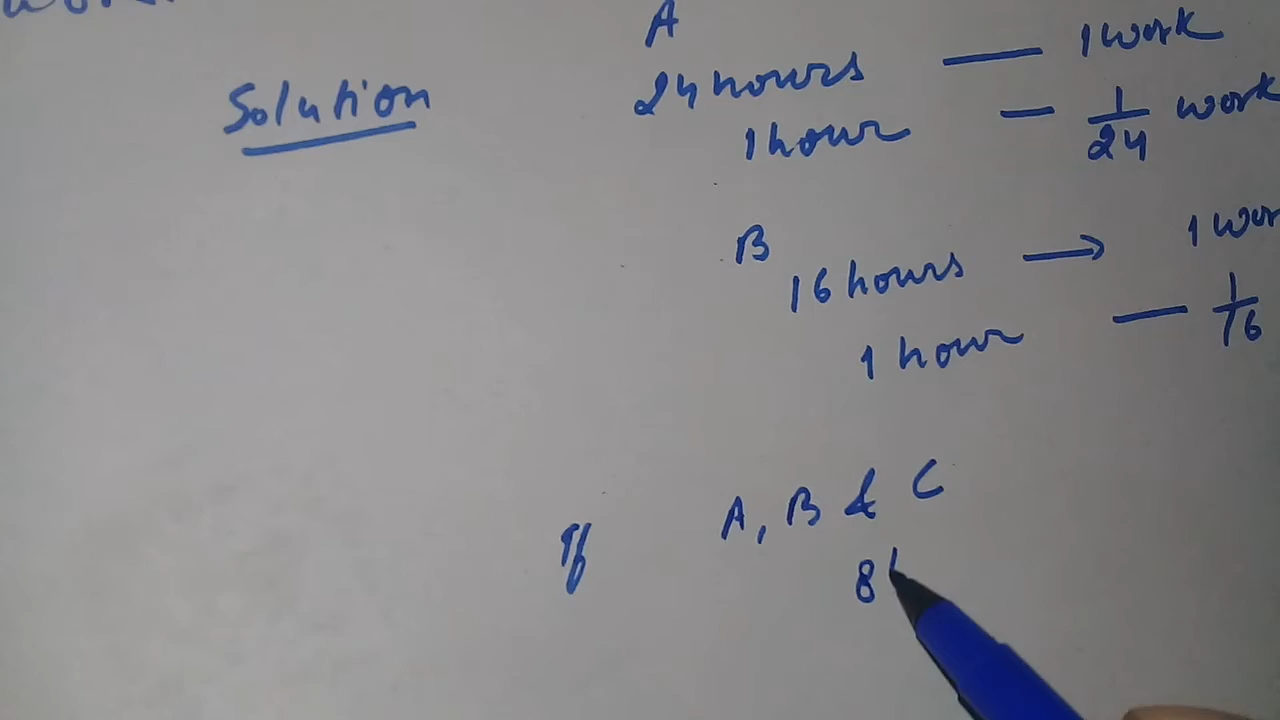 Solution
A
24 hours — 1 work
1 hour — 1/24 work
B
16 hours → 1 wor
1 hour — 1/16
If A, B & C
8